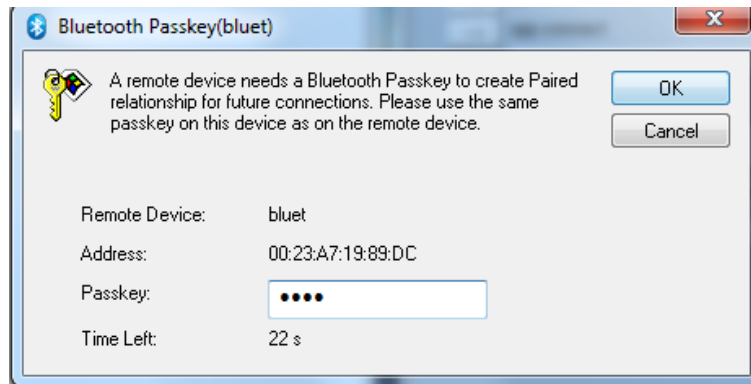 Bluetooth Passkey(bluet)
A remote device needs a Bluetooth Passkey to create Paired
relationship for future connections. Please use the same
passkey on this device as on the remote device.
OK
Cancel
Remote Device: bluet
Address: 00:23:A7:19:89:DC
Passkey: ••••
Time Left: 22 s